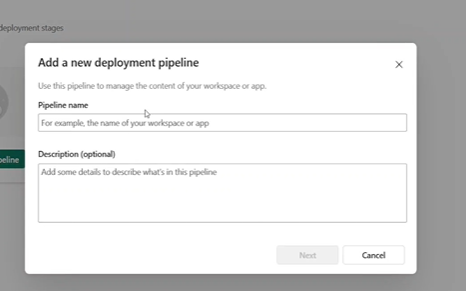 deployment stages
Add a new deployment pipeline
Use this pipeline to manage the content of your workspace or app.
Pipeline name
For example, the name of your workspace or app
Description (optional)
Add some details to describe what's in this pipeline
peline
Next
Cancel